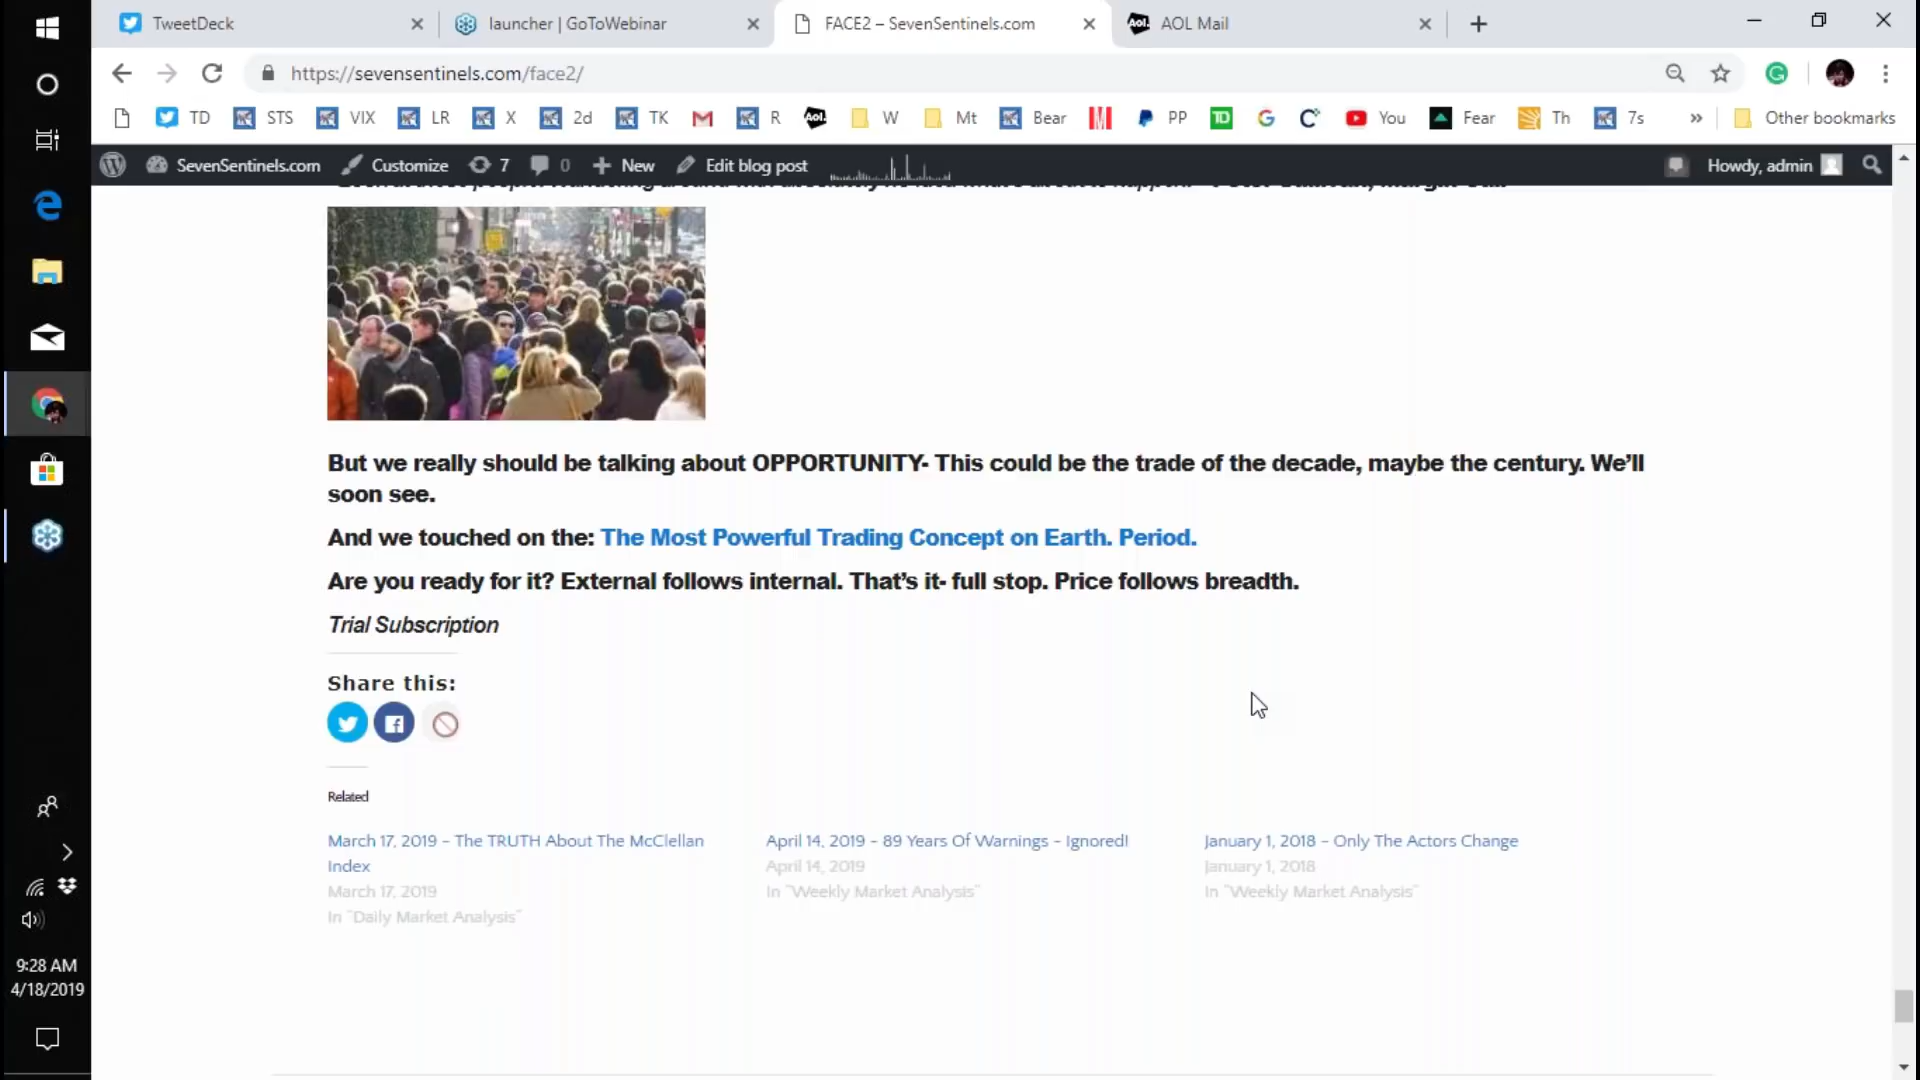 TweetDeck
launcher | GoToWebinar
FACE2 – SevenSentinels.com
Aol.
AOL Mail
https://sevensentinels.com/face2/
TD
STS
VIX
LR
X
2d
TK
R
Aol.
W
Mt
Bear
PP
TD
You
Fear
Th
7s
»
Other bookmarks
SevenSentinels.com
Customize
7
0
New
Edit blog post
Howdy, admin
But we really should be talking about OPPORTUNITY- This could be the trade of the decade, maybe the century. We’ll
soon see.
And we touched on the: The Most Powerful Trading Concept on Earth. Period.
Are you ready for it? External follows internal. That’s it- full stop. Price follows breadth.
Trial Subscription
Share this:
Related
March 17, 2019 – The TRUTH About The McClellan
Index
March 17, 2019
In "Daily Market Analysis"
April 14, 2019 – 89 Years Of Warnings – Ignored!
April 14, 2019
In "Weekly Market Analysis"
January 1, 2018 – Only The Actors Change
January 1, 2018
In "Weekly Market Analysis"
9:28 AM
4/18/2019